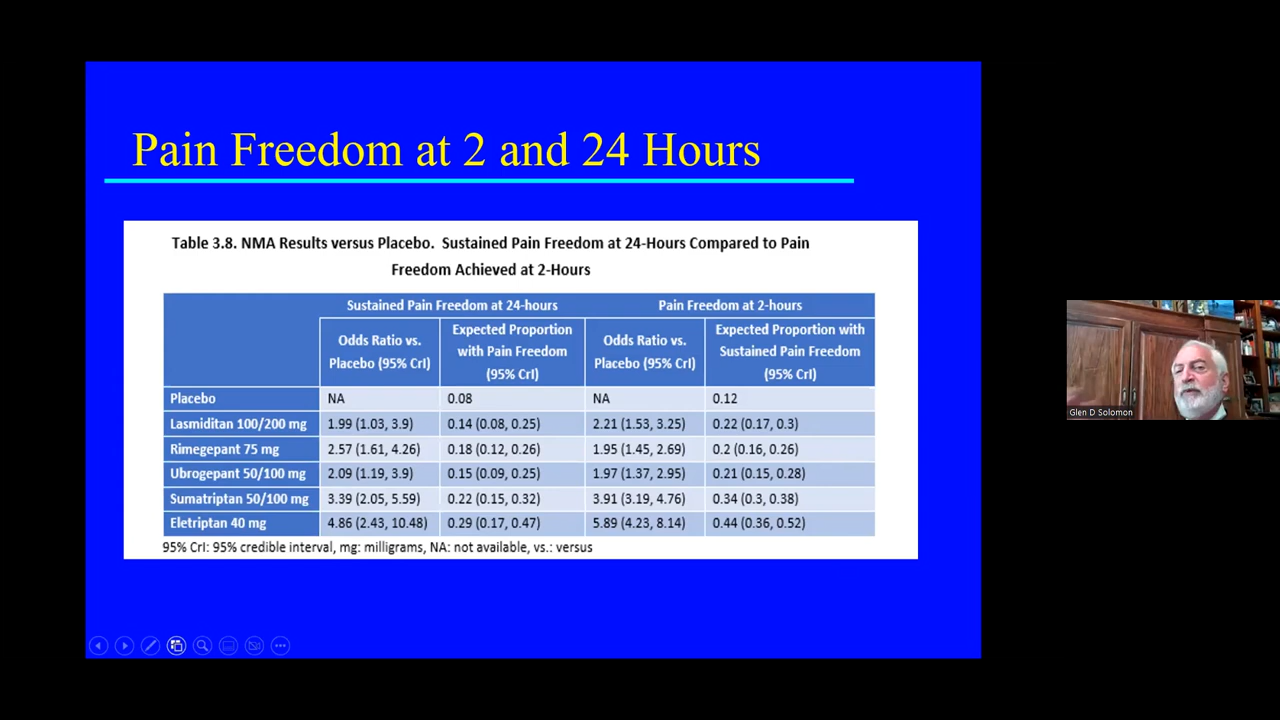 Pain Freedom at 2 and 24 Hours
Table 3.8. NMA Results versus Placebo. Sustained Pain Freedom at 24-Hours Compared to Pain
Freedom Achieved at 2-Hours
Sustained Pain Freedom at 24-hours Pain Freedom at 2-hours
Odds Ratio vs.
Placebo (95% CrI)
Expected Proportion
with Pain Freedom
(95% CrI)
Odds Ratio vs.
Placebo (95% CrI)
Expected Proportion with
Sustained Pain Freedom
(95% CrI)
Placebo NA 0.08 NA 0.12
Lasmiditan 100/200 mg 1.99 (1.03, 3.9) 0.14 (0.08, 0.25) 2.21 (1.53, 3.25) 0.22 (0.17, 0.3)
Rimegepant 75 mg 2.57 (1.61, 4.26) 0.18 (0.12, 0.26) 1.95 (1.45, 2.69) 0.2 (0.16, 0.26)
Ubrogepant 50/100 mg 2.09 (1.19, 3.9) 0.15 (0.09, 0.25) 1.97 (1.37, 2.95) 0.21 (0.15, 0.28)
Sumatriptan 50/100 mg 3.39 (2.05, 5.59) 0.22 (0.15, 0.32) 3.91 (3.19, 4.76) 0.34 (0.3, 0.38)
Eletriptan 40 mg 4.86 (2.43, 10.48) 0.29 (0.17, 0.47) 5.89 (4.23, 8.14) 0.44 (0.36, 0.52)
95% CrI: 95% credible interval, mg: milligrams, NA: not available, vs.: versus
Glen D Solomon